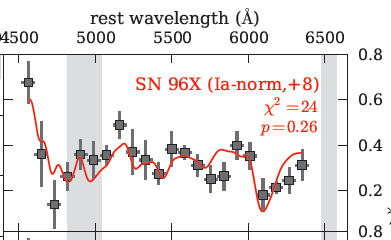 rest wavelength (Å)
4500 5000 5500 6000 6500
0.8
SN 96X (Ia-norm,+8)
0.6
χ² =24
p=0.26
0.4
0.2
0.8